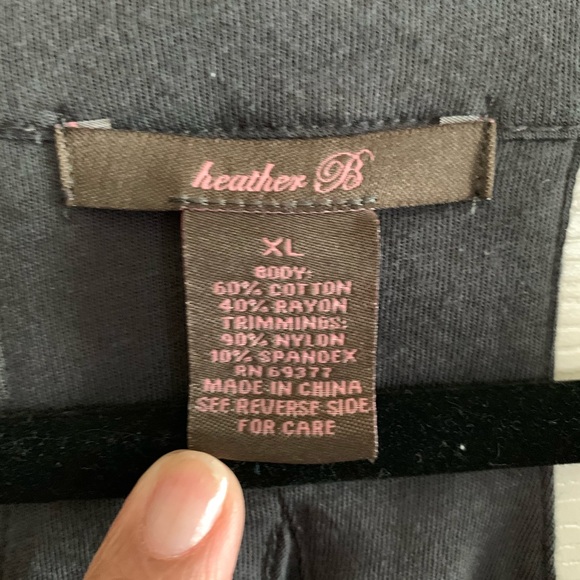 heather B
XL
BODY:
60% COTTON
40% RAYON
TRIMMINGS:
90% NYLON
10% SPANDEX
RN 69377
MADE IN CHINA
SEE REVERSE SIDE
FOR CARE